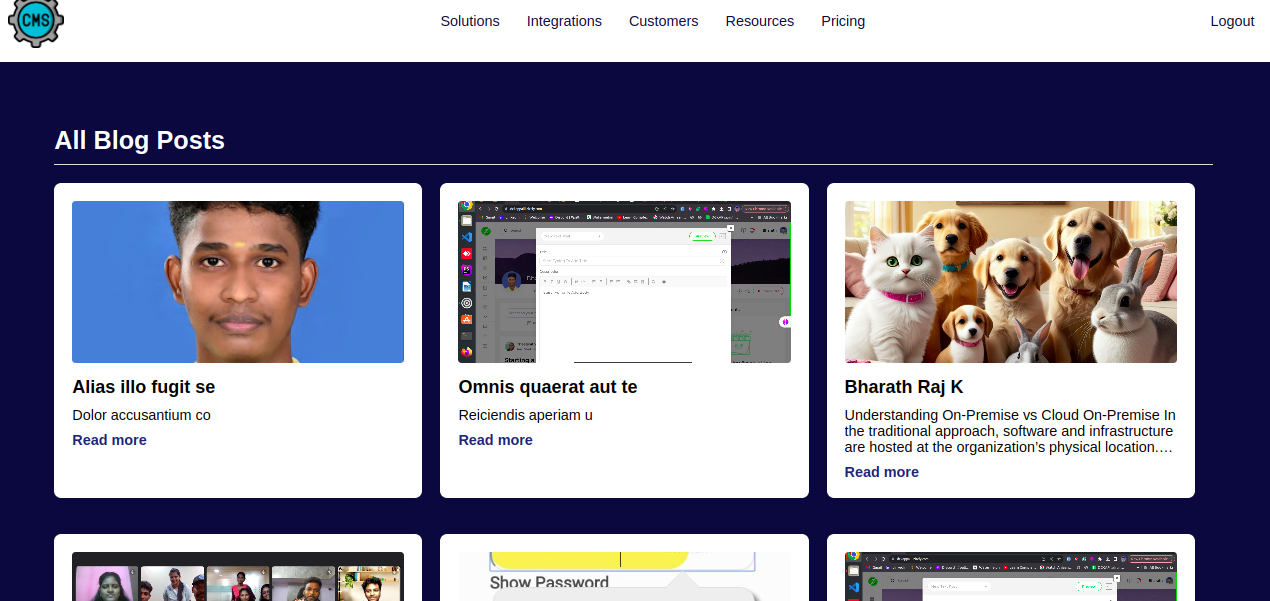 CMS
Solutions Integrations Customers Resources Pricing Logout
All Blog Posts
Alias illo fugit se
Dolor accusantium co
Read more
Omnis quaerat aut te
Reiciendis aperiam u
Read more
Bharath Raj K
Understanding On-Premise vs Cloud On-Premise In
the traditional approach, software and infrastructure
are hosted at the organization’s physical location.…
Read more
Show Password